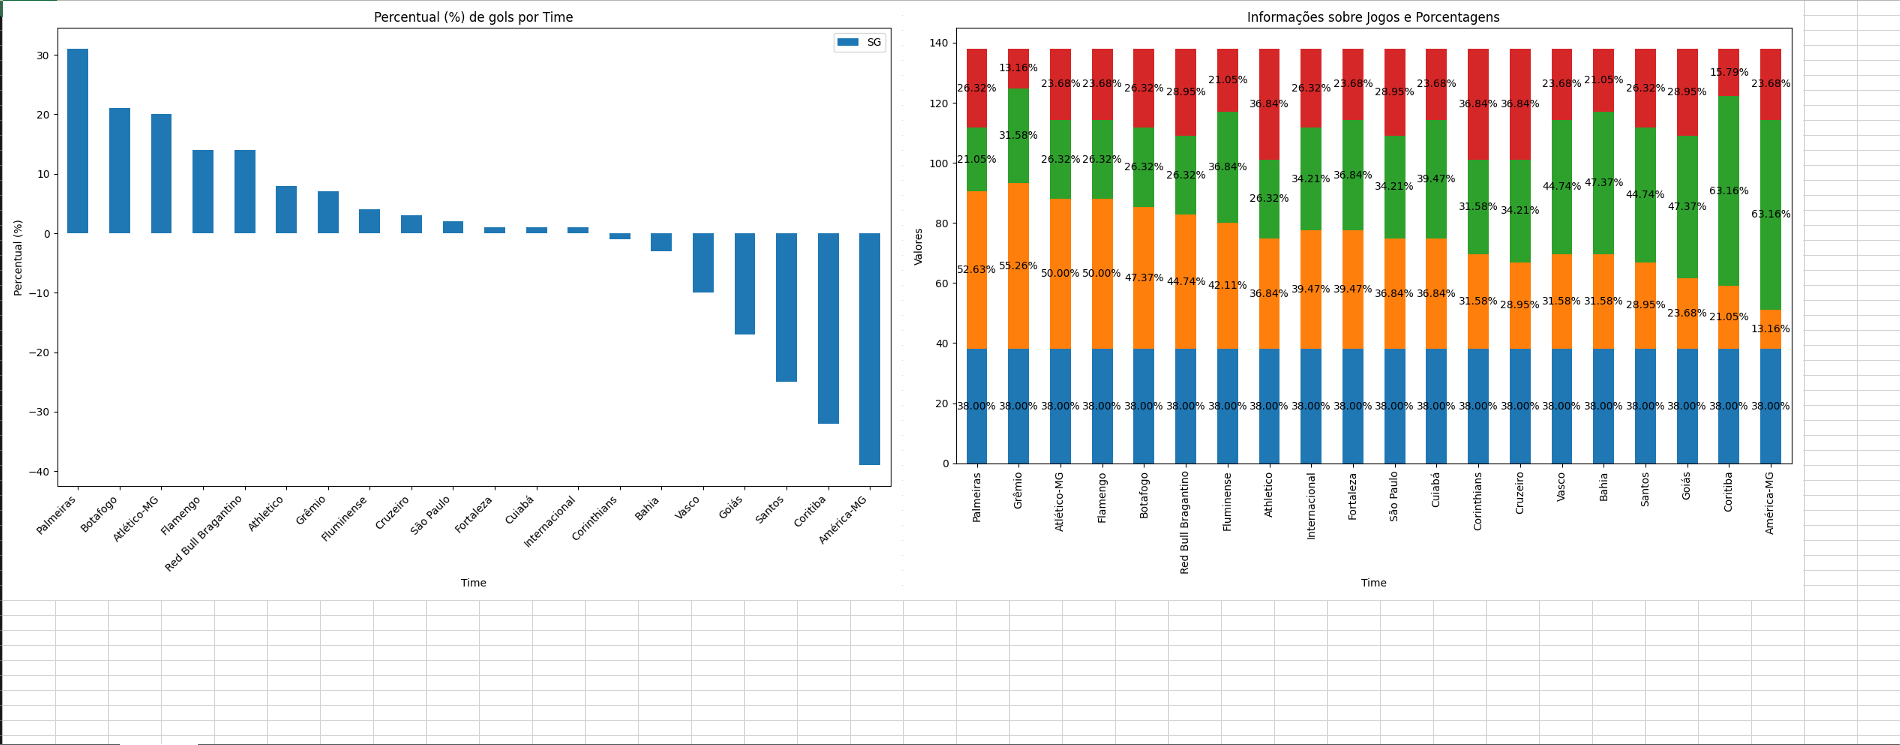 Percentual (%) de gols por Time
SG
30
20
10
0
−10
−20
−30
−40
Percentual (%)
Palmeiras
Botafogo
Atlético-MG
Flamengo
Red Bull Bragantino
Athletico
Grêmio
Fluminense
Cruzeiro
São Paulo
Fortaleza
Cuiabá
Internacional
Corinthians
Bahia
Vasco
Goiás
Santos
Coritiba
América-MG
Time
Informações sobre Jogos e Porcentagens
140
120
100
80
60
40
20
0
Valores
26.32% 13.16% 23.68% 23.68% 26.32% 28.95% 21.05% 36.84% 26.32% 23.68% 28.95% 23.68% 36.84% 36.84% 23.68% 21.05% 26.32% 28.95% 15.79% 23.68%
21.05% 31.58% 26.32% 26.32% 26.32% 26.32% 36.84% 26.32% 34.21% 36.84% 34.21% 39.47% 31.58% 34.21% 44.74% 47.37% 44.74% 47.37% 63.16% 63.16%
52.63% 55.26% 50.00% 50.00% 47.37% 44.74% 42.11% 36.84% 39.47% 39.47% 36.84% 36.84% 31.58% 28.95% 31.58% 31.58% 28.95% 23.68% 21.05% 13.16%
38.00% 38.00% 38.00% 38.00% 38.00% 38.00% 38.00% 38.00% 38.00% 38.00% 38.00% 38.00% 38.00% 38.00% 38.00% 38.00% 38.00% 38.00% 38.00% 38.00%
Palmeiras
Grêmio
Atlético-MG
Flamengo
Botafogo
Red Bull Bragantino
Fluminense
Athletico
Internacional
Fortaleza
São Paulo
Cuiabá
Corinthians
Cruzeiro
Vasco
Bahia
Santos
Goiás
Coritiba
América-MG
Time